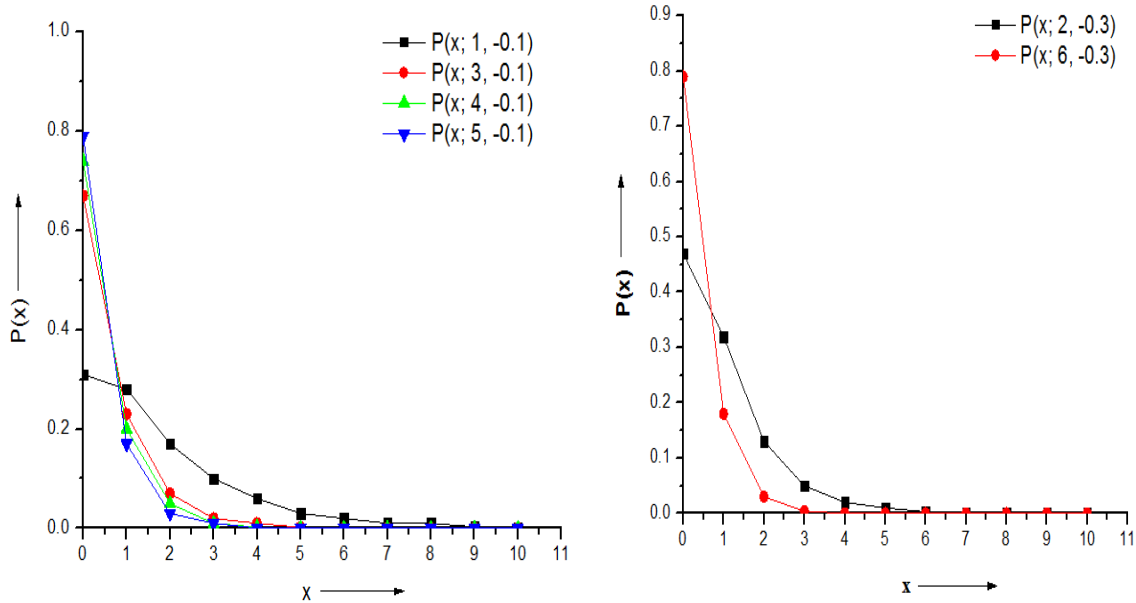 1.0
0.8
0.6
0.4
0.2
0.0
P(x)
0 1 2 3 4 5 6 7 8 9 10 11
x
P(x; 1, -0.1)
P(x; 3, -0.1)
P(x; 4, -0.1)
P(x; 5, -0.1)
0.9
0.8
0.7
0.6
0.5
0.4
0.3
0.2
0.1
0.0
P(x)
0 1 2 3 4 5 6 7 8 9 10 11
x
P(x; 2, -0.3)
P(x; 6, -0.3)